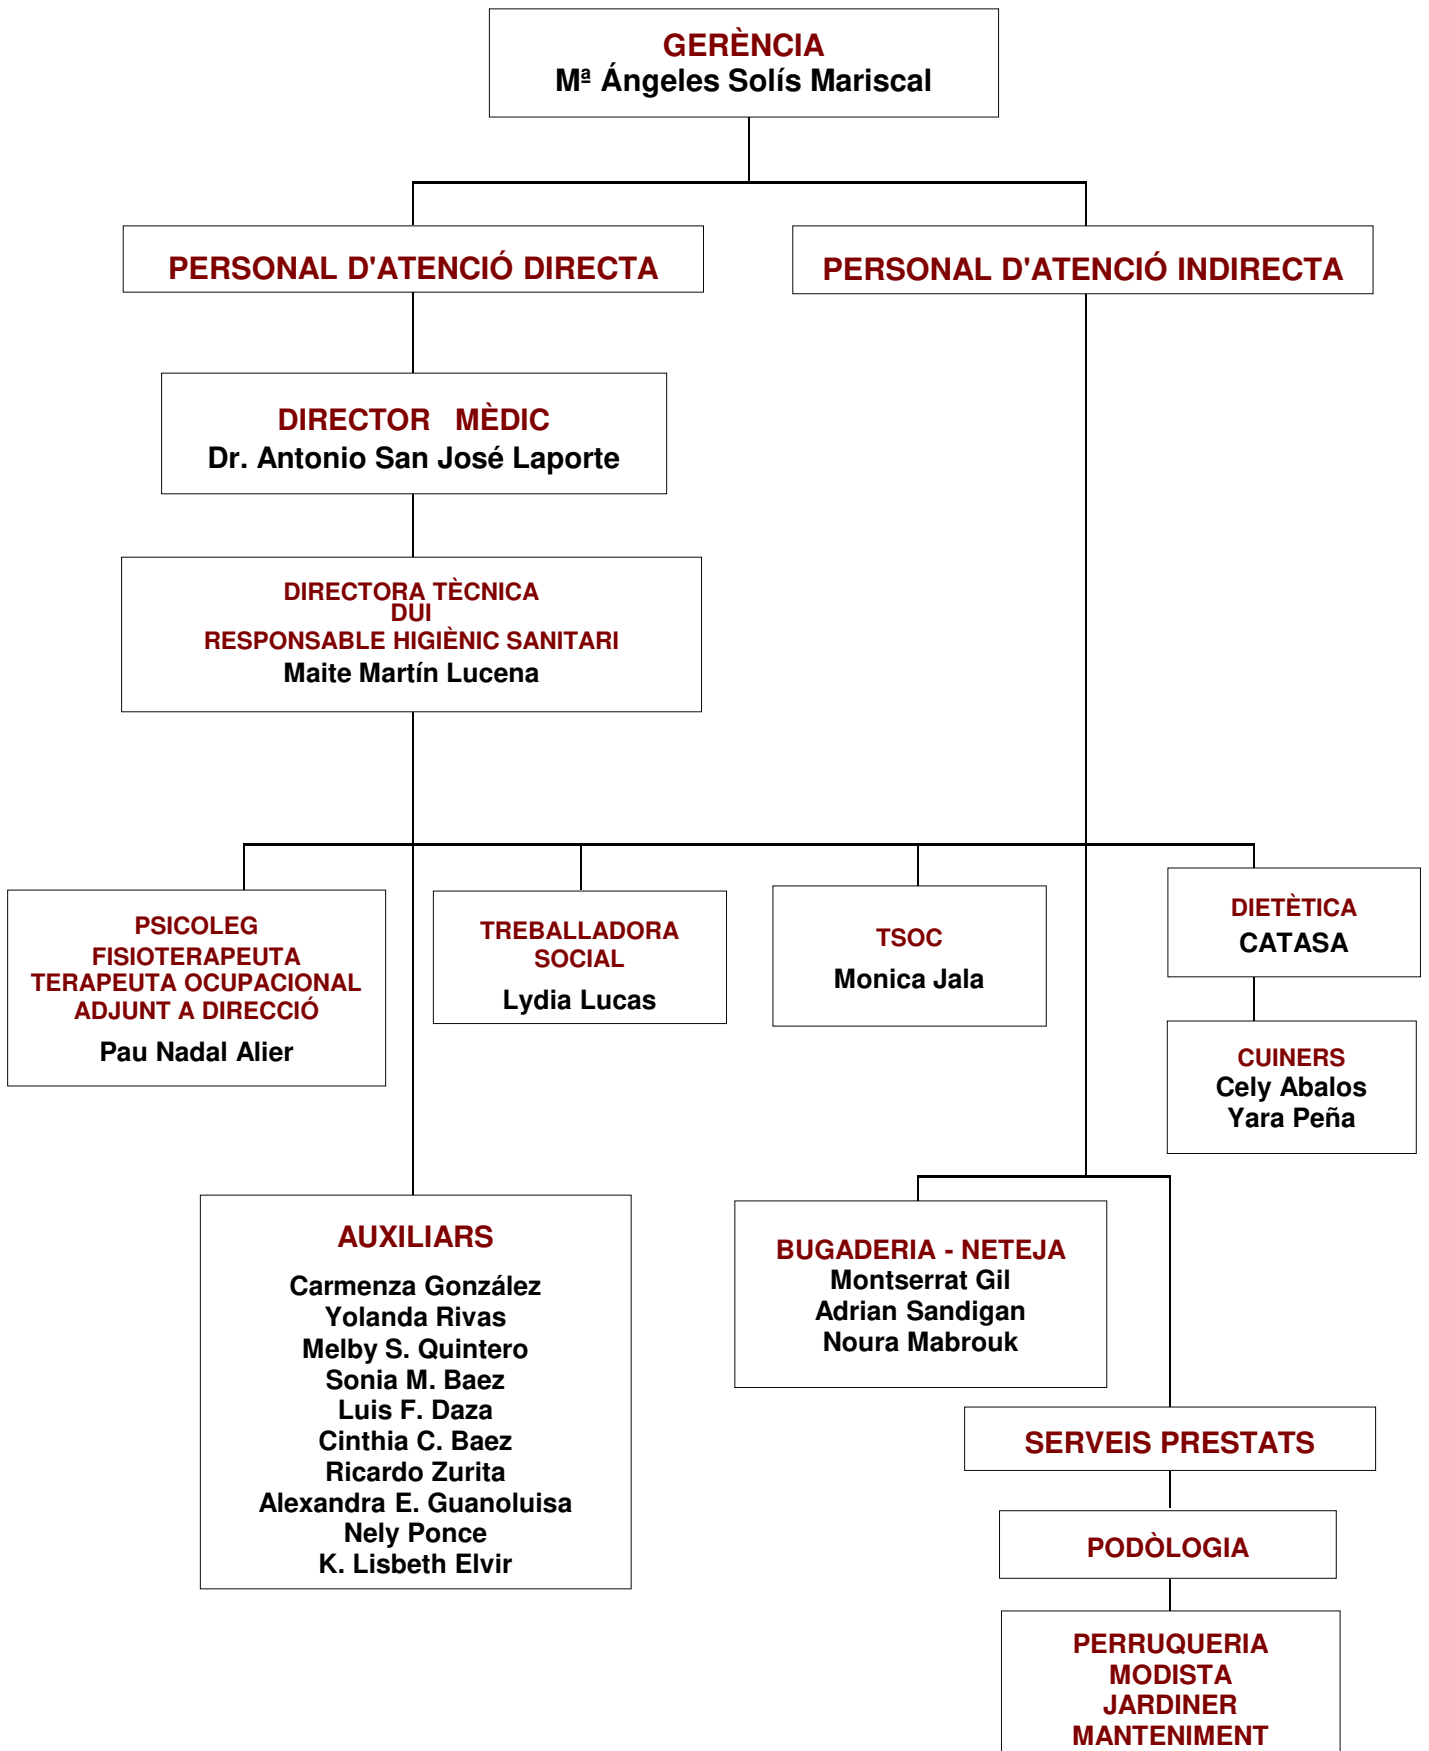 GERÈNCIA
Mª Ángeles Solís Mariscal
PERSONAL D'ATENCIÓ DIRECTA
PERSONAL D'ATENCIÓ INDIRECTA
DIRECTOR MÈDIC
Dr. Antonio San José Laporte
DIRECTORA TÈCNICA
DUI
RESPONSABLE HIGIÈNIC SANITARI
Maite Martín Lucena
PSICOLEG
FISIOTERAPEUTA
TERAPEUTA OCUPACIONAL
ADJUNT A DIRECCIÓ
Pau Nadal Alier
TREBALLADORA
SOCIAL
Lydia Lucas
TSOC
Monica Jala
DIETÈTICA
CATASA
CUINERS
Cely Abalos
Yara Peña
AUXILIARS
Carmenza González
Yolanda Rivas
Melby S. Quintero
Sonia M. Baez
Luis F. Daza
Cinthia C. Baez
Ricardo Zurita
Alexandra E. Guanoluisa
Nely Ponce
K. Lisbeth Elvir
BUGADERIA - NETEJA
Montserrat Gil
Adrian Sandigan
Noura Mabrouk
SERVEIS PRESTATS
PODÒLOGIA
PERRUQUERIA
MODISTA
JARDINER
MANTENIMENT